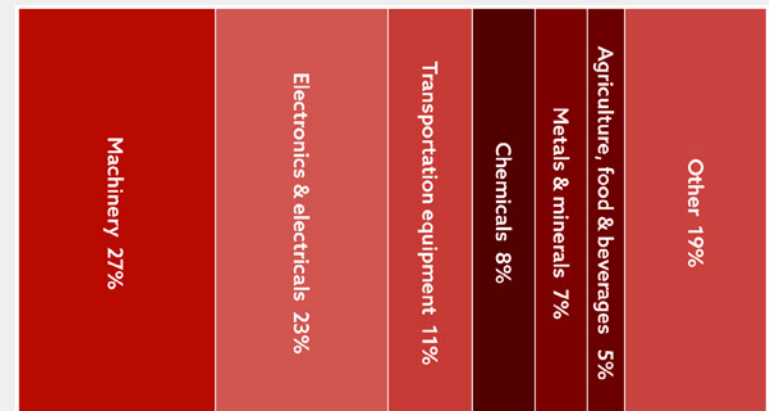 Machinery 27%
Electronics & electricals 23%
Transportation equipment 11%
Chemicals 8%
Metals & minerals 7%
Agriculture, food & beverages 5%
Other 19%